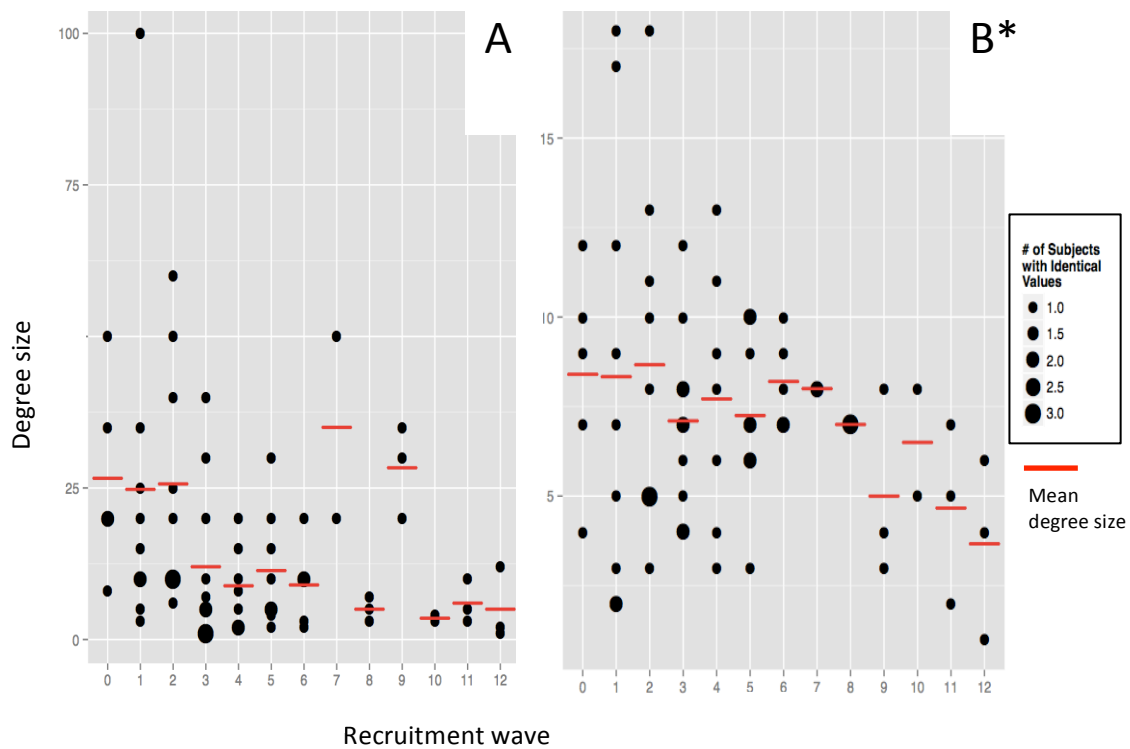 A
B*
100
75
25
0
0 1 2 3 4 5 6 7 8 9 10 11 12
15
10
5
0 1 2 3 4 5 6 7 8 9 10 11 12
Degree size
Recruitment wave
# of Subjects
with Identical
Values
1.0
1.5
2.0
2.5
3.0
Mean
degree size